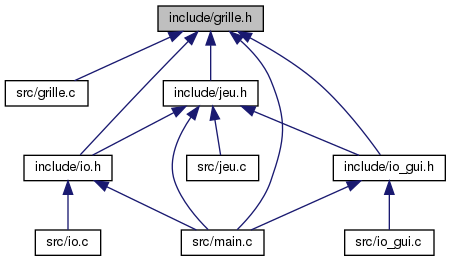 include/grille.h
src/grille.c
include/jeu.h
include/io.h
src/jeu.c
include/io_gui.h
src/io.c
src/main.c
src/io_gui.c